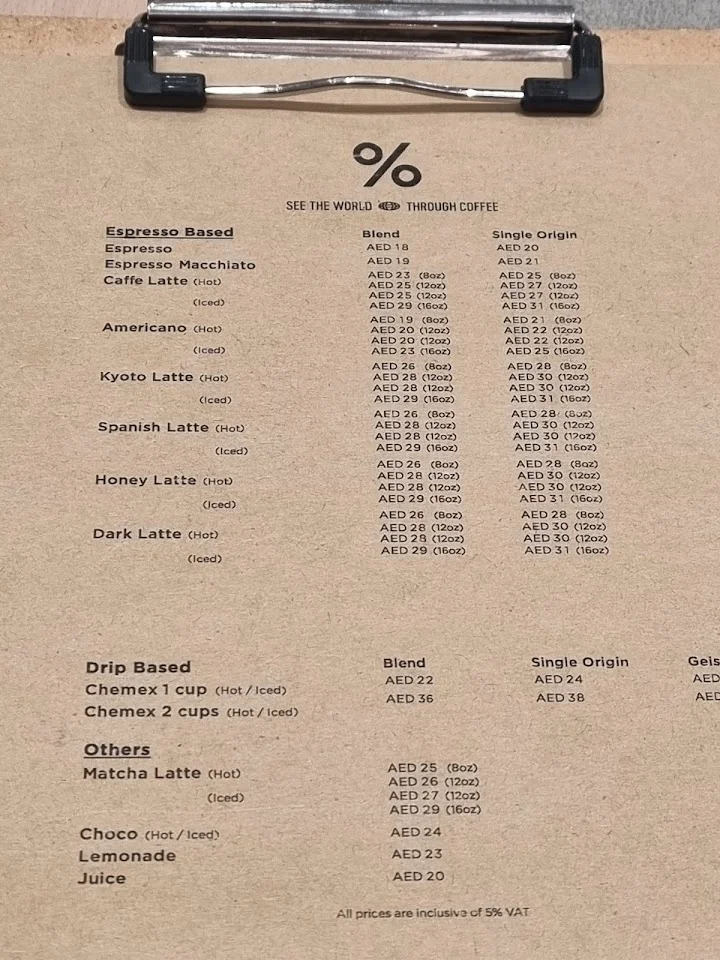 %
SEE THE WORLD THROUGH COFFEE
Espresso Based Blend Single Origin
Espresso AED 18 AED 20
Espresso Macchiato AED 19 AED 21
Caffe Latte (Hot) AED 23 (8oz) AED 25 (8oz)
AED 25 (12oz) AED 27 (12oz)
(Iced) AED 25 (12oz) AED 27 (12oz)
AED 29 (16oz) AED 31 (16oz)
Americano (Hot) AED 19 (8oz) AED 21 (8oz)
AED 20 (12oz) AED 22 (12oz)
(Iced) AED 20 (12oz) AED 22 (12oz)
AED 23 (16oz) AED 25 (16oz)
Kyoto Latte (Hot) AED 26 (8oz) AED 28 (8oz)
AED 28 (12oz) AED 30 (12oz)
(Iced) AED 28 (12oz) AED 30 (12oz)
AED 29 (16oz) AED 31 (16oz)
Spanish Latte (Hot) AED 26 (8oz) AED 28 (8oz)
AED 28 (12oz) AED 30 (12oz)
(Iced) AED 28 (12oz) AED 30 (12oz)
AED 29 (16oz) AED 31 (16oz)
Honey Latte (Hot) AED 26 (8oz) AED 28 (8oz)
AED 28 (12oz) AED 30 (12oz)
(Iced) AED 28 (12oz) AED 30 (12oz)
AED 29 (16oz) AED 31 (16oz)
Dark Latte (Hot) AED 26 (8oz) AED 28 (8oz)
AED 28 (12oz) AED 30 (12oz)
(Iced) AED 28 (12oz) AED 30 (12oz)
AED 29 (16oz) AED 31 (16oz)
Drip Based Blend Single Origin Geis
Chemex 1 cup (Hot / Iced) AED 22 AED 24 AED
Chemex 2 cups (Hot / Iced) AED 36 AED 38 AED
Others
Matcha Latte (Hot) AED 25 (8oz)
AED 26 (12oz)
(Iced) AED 27 (12oz)
AED 29 (16oz)
Choco (Hot / Iced) AED 24
Lemonade AED 23
Juice AED 20
All prices are inclusive of 5% VAT